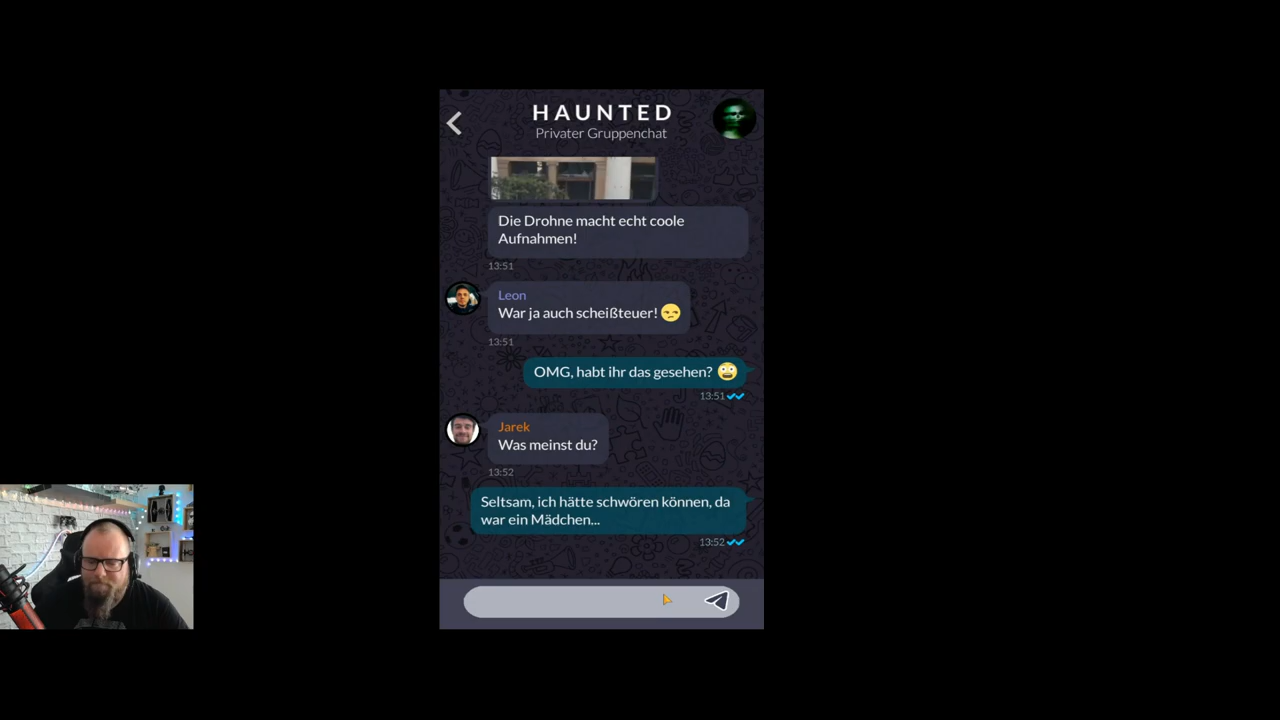 HAUNTED
Privater Gruppenchat
Die Drohne macht echt coole
Aufnahmen!
13:51
Leon
War ja auch scheißteuer! 😏
13:51
OMG, habt ihr das gesehen? 😳
13:51
Jarek
Was meinst du?
13:52
Seltsam, ich hätte schwören können, da
war ein Mädchen...
13:52